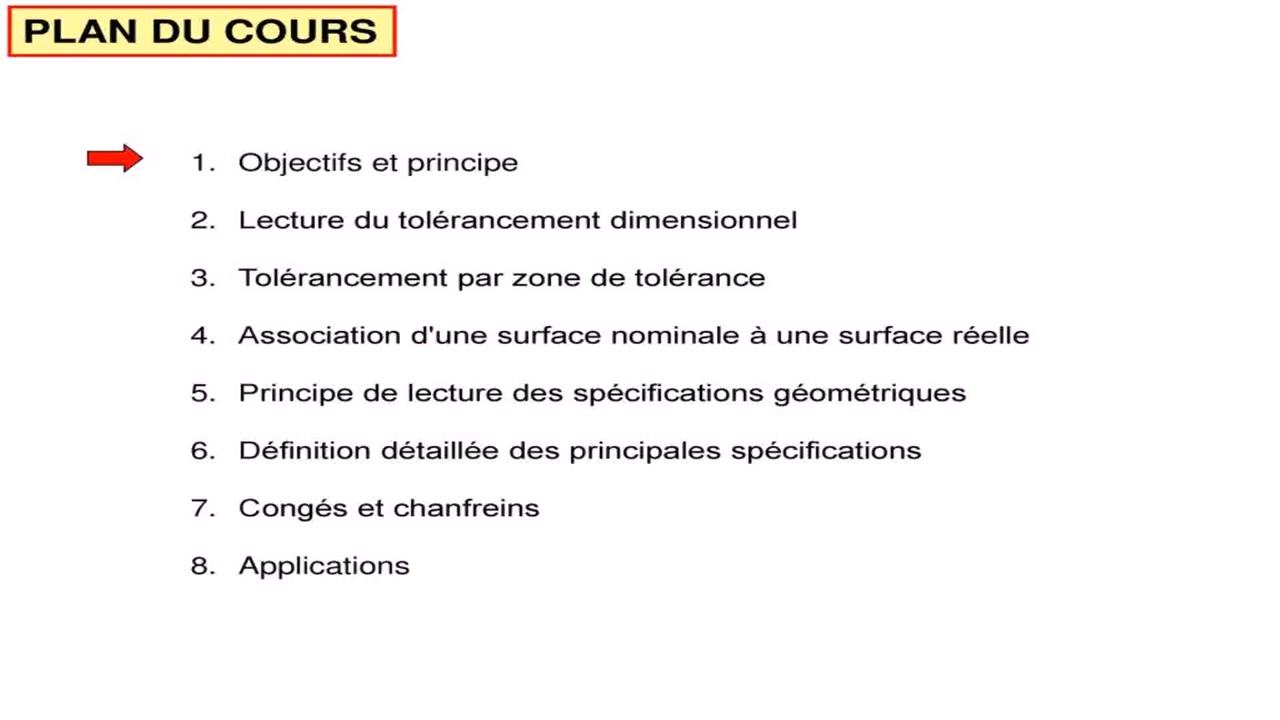 PLAN DU COURS
1. Objectifs et principe
2. Lecture du tolérancement dimensionnel
3. Tolérancement par zone de tolérance
4. Association d'une surface nominale à une surface réelle
5. Principe de lecture des spécifications géométriques
6. Définition détaillée des principales spécifications
7. Congés et chanfreins
8. Applications